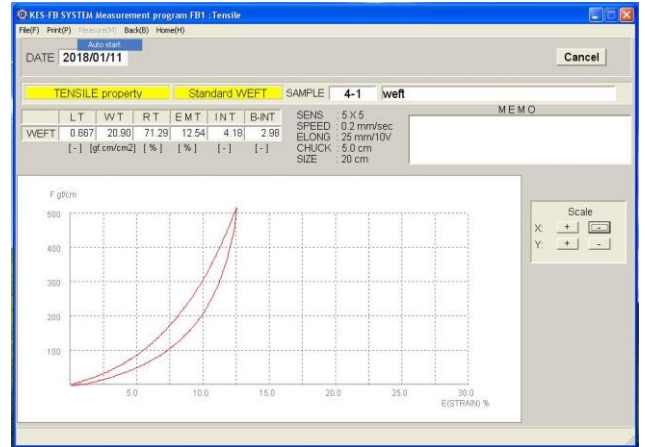 KES-FB SYSTEM Measurement program FB1 :Tensile
File(F) Print(P) Measure(M) Back(B) Home(H)
Auto start
DATE 2018/01/11 Cancel
TENSILE property Standard WEFT SAMPLE 4-1 weft
MEMO
LT WT RT EMT INT B-INT
WEFT 0.667 20.90 71.29 12.54 4.18 2.98
[-] [gf.cm/cm2] [%] [%] [-] [-]
SENS : 5 X 5
SPEED : 0.2 mm/sec
ELONG : 25 mm/10V
CHUCK : 5.0 cm
SIZE : 20 cm
F gf/cm
500
400
300
200
100
5.0 10.0 15.0 20.0 25.0 30.0
E(STRAIN) %
Scale
X: + -
Y: + -